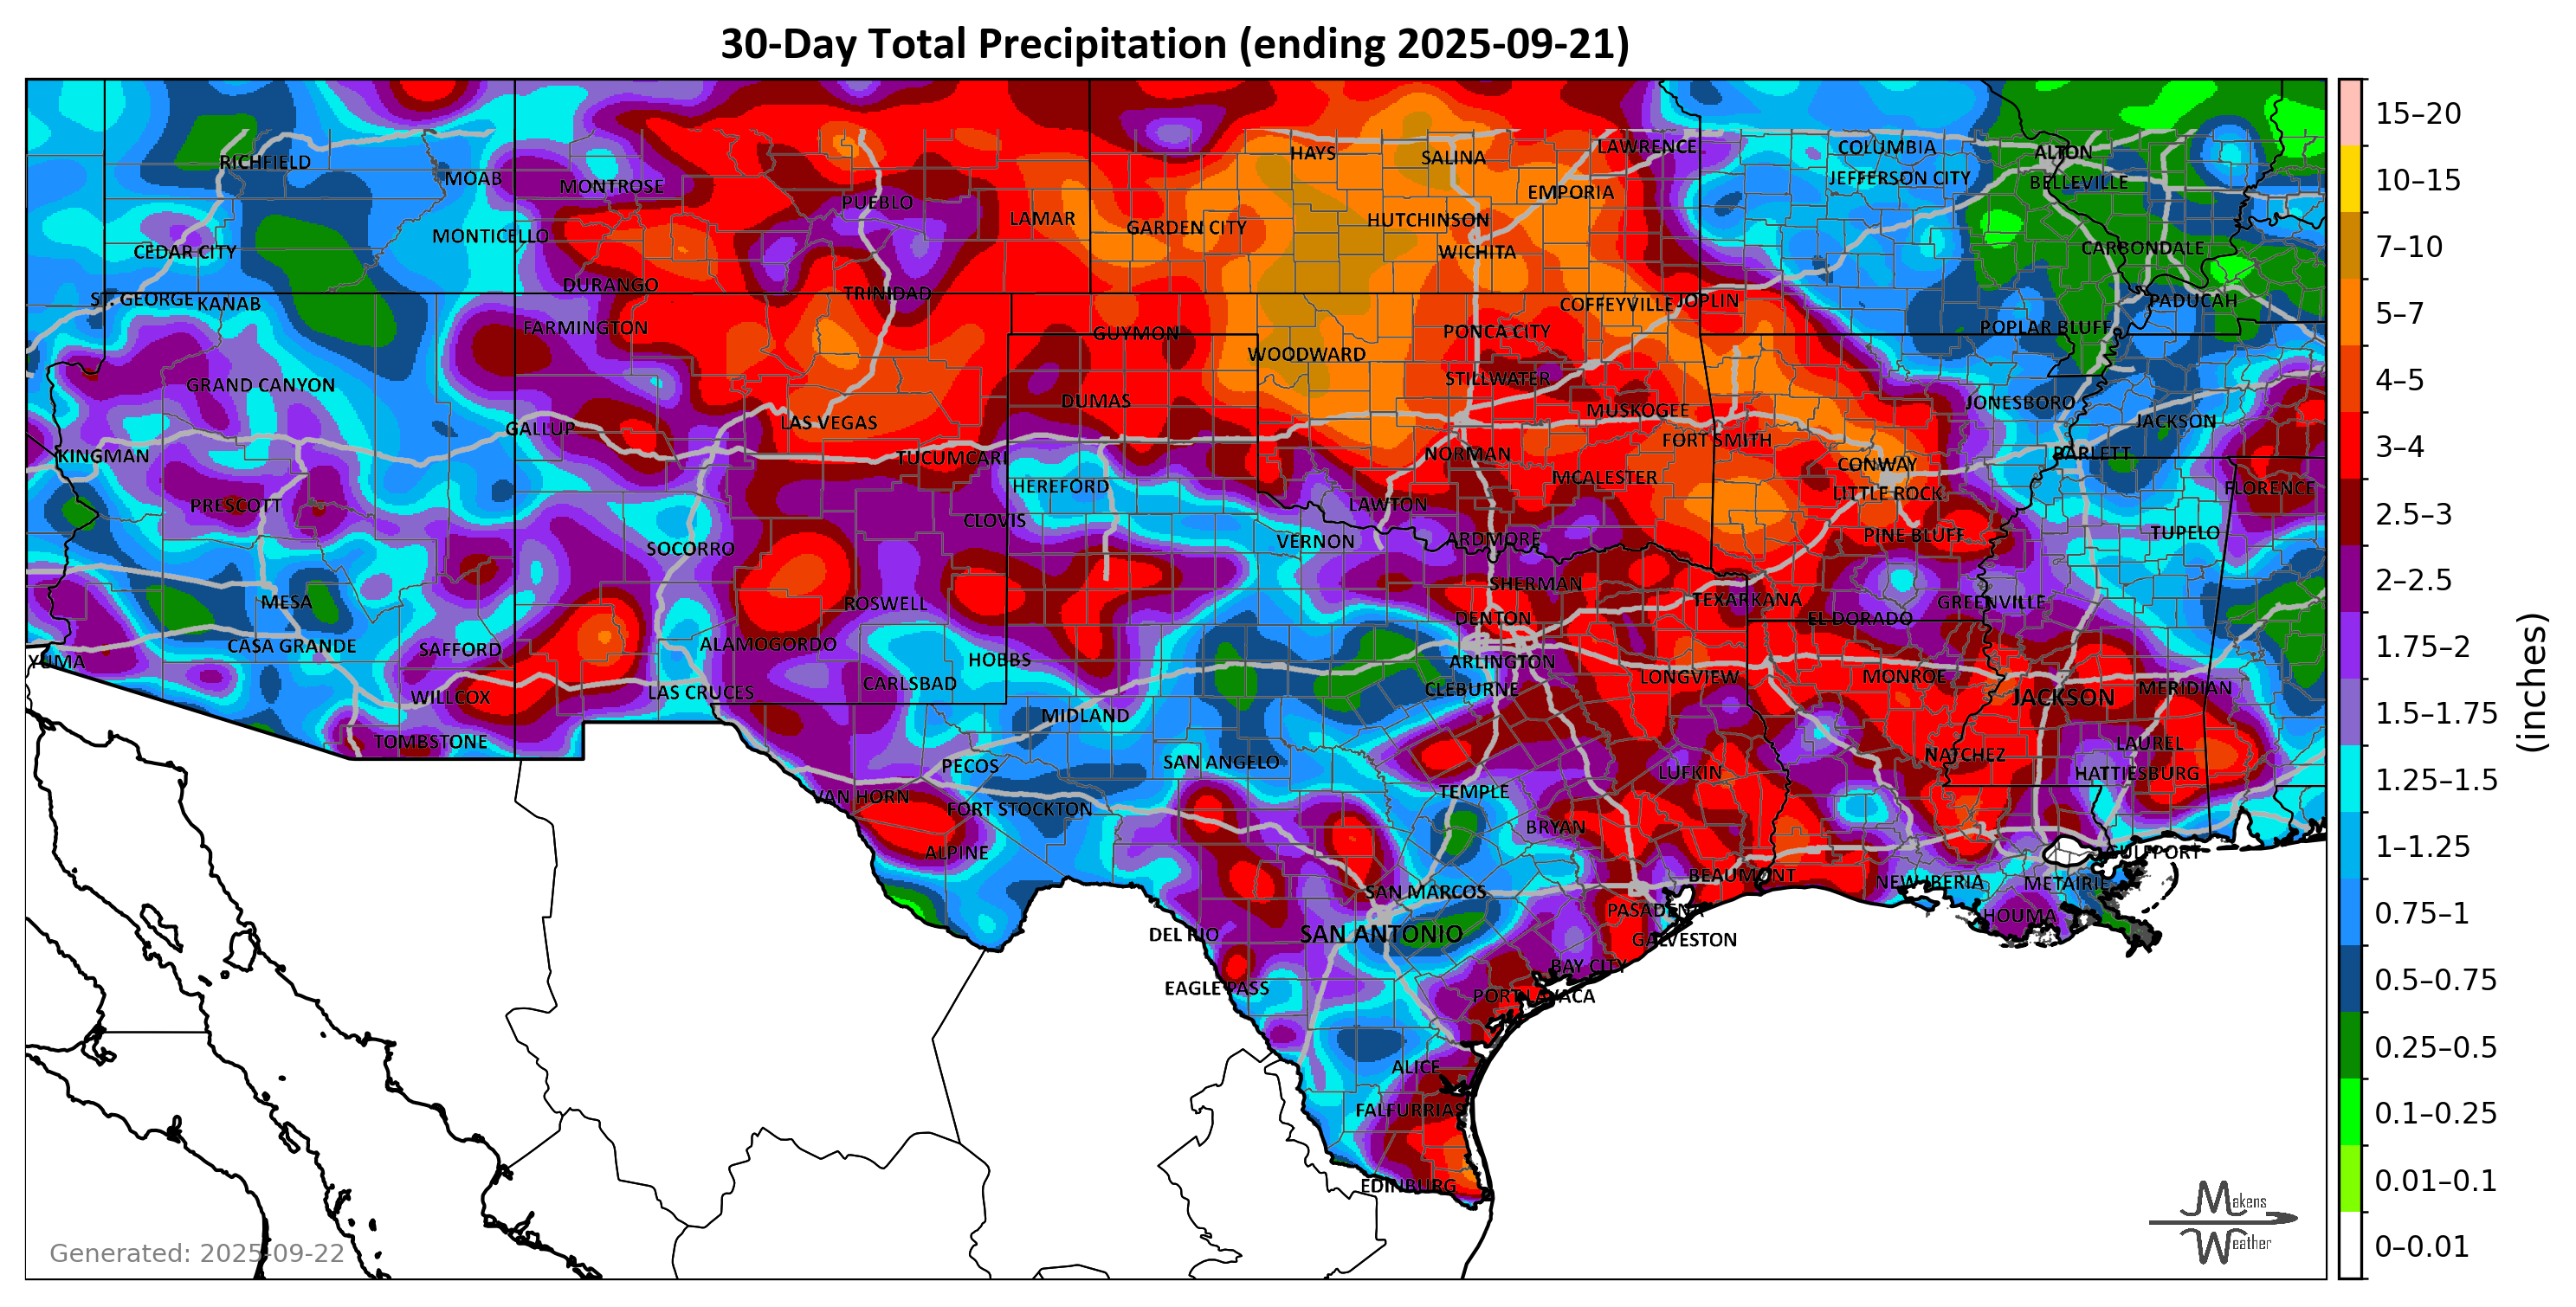 30-Day Total Precipitation (ending 2025-09-21)
HAYS
SALINA
LAWRENCE
COLUMBIA
ALTON
RICHFIELD
MOAB
MONTROSE
EMPORIA
JEFFERSON CITY
BELLEVILLE
PUEBLO
LAMAR
GARDEN CITY
HUTCHINSON
MONTICELLO
CEDAR CITY
WICHITA
CARBONDALE
DURANGO
TRINIDAD
ST. GEORGE
KANAB
COFFEYVILLE
JOPLIN
PADUCAH
FARMINGTON
GUYMON
PONCA CITY
POPLAR BLUFF
WOODWARD
GRAND CANYON
STILLWATER
DUMAS
MUSKOGEE
JONESBORO
JACKSON
GALLUP
LAS VEGAS
FORT SMITH
KINGMAN
TUCUMCARI
NORMAN
BARLETT
CONWAY
MCALESTER
HEREFORD
LITTLE ROCK
FLORENCE
PRESCOTT
LAWTON
CLOVIS
SOCORRO
VERNON
ARDMORE
PINE BLUFF
TUPELO
MESA
ROSWELL
SHERMAN
TEXARKANA
GREENVILLE
DENTON
EL DORADO
CASA GRANDE
SAFFORD
ALAMOGORDO
YUMA
HOBBS
ARLINGTON
LONGVIEW
MONROE
WILLCOX
LAS CRUCES
CARLSBAD
CLEBURNE
JACKSON
MERIDIAN
TOMBSTONE
MIDLAND
PECOS
SAN ANGELO
NATCHEZ
LAUREL
LUFKIN
HATTIESBURG
VAN HORN
FORT STOCKTON
TEMPLE
BRYAN
ALPINE
GULFPORT
SAN MARCOS
BEAUMONT
NEW IBERIA
METAIRIE
PASADENA
HOUMA
DEL RIO
SAN ANTONIO
GALVESTON
BAY CITY
EAGLE PASS
PORT LAVACA
ALICE
FALFURRIAS
EDINBURG
Generated: 2025-09-22
Makens
Weather
15–20
10–15
7–10
5–7
4–5
3–4
2.5–3
2–2.5
1.75–2
1.5–1.75
1.25–1.5
1–1.25
0.75–1
0.5–0.75
0.25–0.5
0.1–0.25
0.01–0.1
0–0.01
(inches)